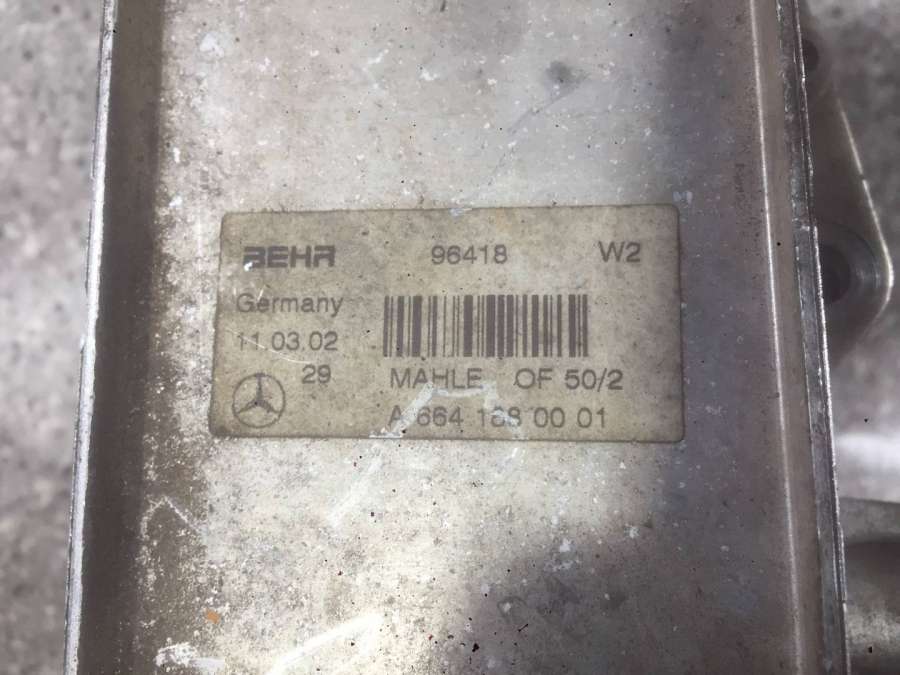 BEHR 96418 W2
Germany
11.03.02
29 MAHLE OF 50/2
A 664 188 00 01